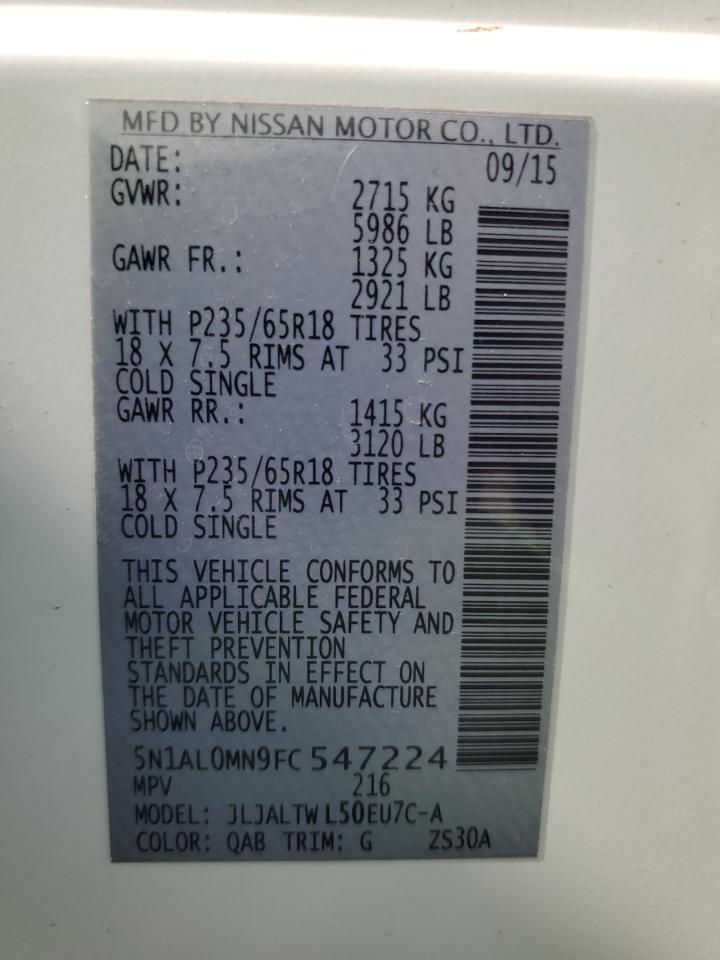 MFD BY NISSAN MOTOR CO., LTD.
DATE: 09/15
GVWR: 2715 KG
5986 LB
GAWR FR.: 1325 KG
2921 LB
WITH P235/65R18 TIRES
18 X 7.5 RIMS AT 33 PSI
COLD SINGLE
GAWR RR.: 1415 KG
3120 LB
WITH P235/65R18 TIRES
18 X 7.5 RIMS AT 33 PSI
COLD SINGLE
THIS VEHICLE CONFORMS TO
ALL APPLICABLE FEDERAL
MOTOR VEHICLE SAFETY AND
THEFT PREVENTION
STANDARDS IN EFFECT ON
THE DATE OF MANUFACTURE
SHOWN ABOVE.
5N1AL0MN9FC547224
MPV 216
MODEL: JLJALTWL50EU7C-A
COLOR: QAB TRIM: G ZS30A